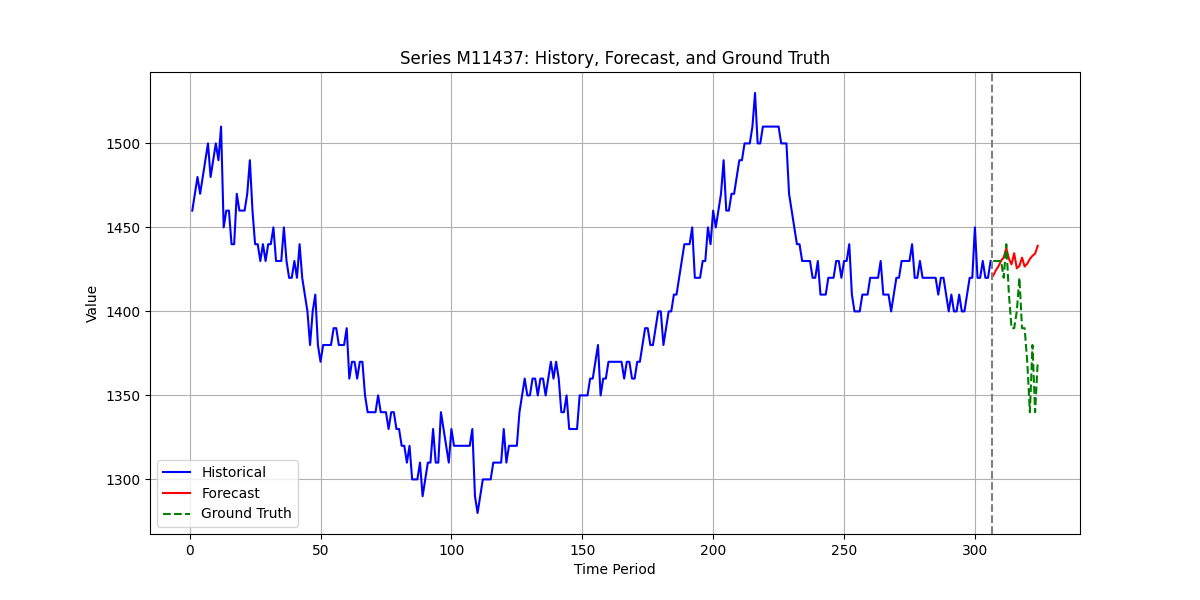 Series M11437: History, Forecast, and Ground Truth
Value
1500
1450
1400
1350
1300
Historical
Forecast
Ground Truth
0 50 100 150 200 250 300
Time Period